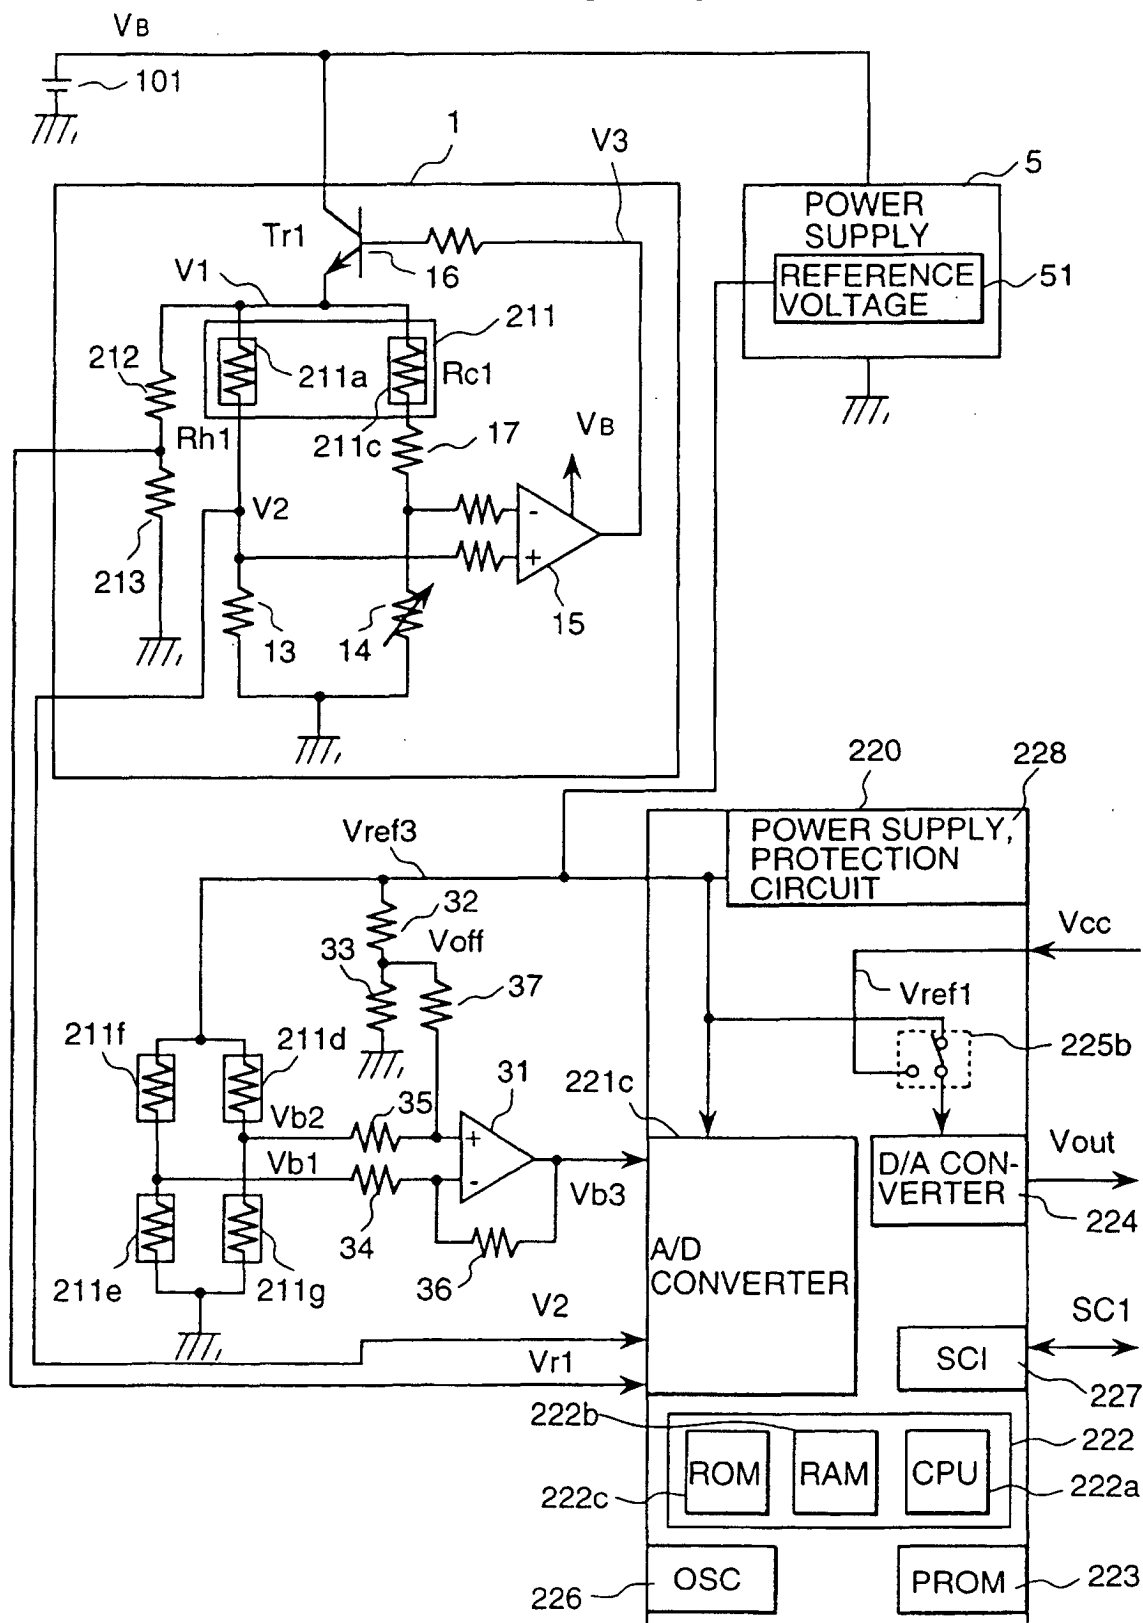 VB
101
1
V3
5
POWER
SUPPLY
REFERENCE
VOLTAGE
51
Tr1
16
V1
211
212
211a
Rc1
Rh1
211c
17
VB
V2
-
+
213
13
14
15
220
228
POWER SUPPLY,
PROTECTION
CIRCUIT
Vref3
32
Voff
33
37
Vcc
Vref1
225b
211f
211d
221c
31
35
Vb2
+
Vb1
-
Vb3
34
36
D/A CON-
VERTER
Vout
224
A/D
CONVERTER
211e
211g
V2
SC1
Vr1
SCI
227
222b
222
ROM
RAM
CPU
222c
222a
OSC
226
PROM
223